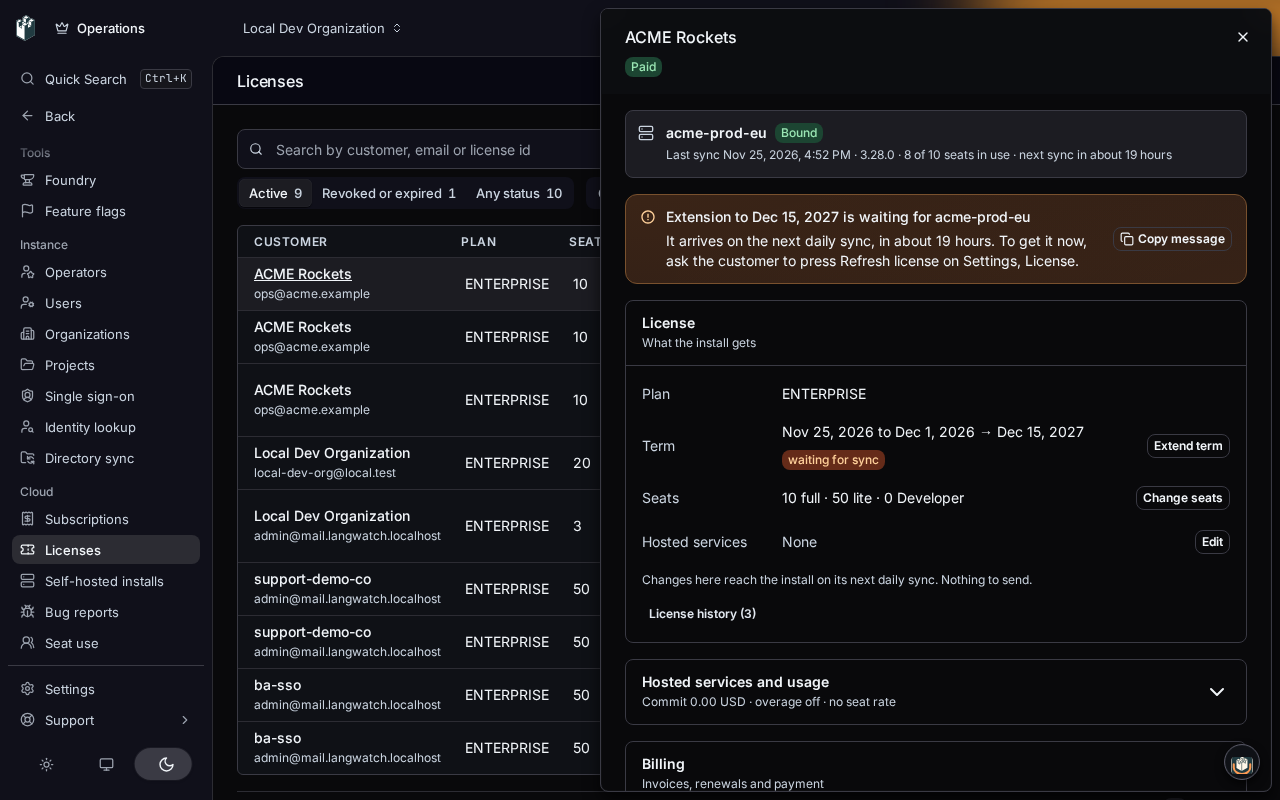 Operations
Local Dev Organization
Quick Search Ctrl+K
Back
Tools
Foundry
Feature flags
Instance
Operators
Users
Organizations
Projects
Single sign-on
Identity lookup
Directory sync
Cloud
Subscriptions
Licenses
Self-hosted installs
Bug reports
Seat use
Settings
Support
Licenses
Search by customer, email or license id
Active 9 Revoked or expired 1 Any status 10
CUSTOMER PLAN SEAT
ACME Rockets
ops@acme.example
ENTERPRISE 10
ACME Rockets
ops@acme.example
ENTERPRISE 10
ACME Rockets
ops@acme.example
ENTERPRISE 10
Local Dev Organization
local-dev-org@local.test
ENTERPRISE 20
Local Dev Organization
admin@mail.langwatch.localhost
ENTERPRISE 3
support-demo-co
admin@mail.langwatch.localhost
ENTERPRISE 50
support-demo-co
admin@mail.langwatch.localhost
ENTERPRISE 50
ba-sso
admin@mail.langwatch.localhost
ENTERPRISE 50
ba-sso
admin@mail.langwatch.localhost
ENTERPRISE 50
ACME Rockets
Paid
acme-prod-eu Bound
Last sync Nov 25, 2026, 4:52 PM · 3.28.0 · 8 of 10 seats in use · next sync in about 19 hours
Extension to Dec 15, 2027 is waiting for acme-prod-eu
It arrives on the next daily sync, in about 19 hours. To get it now,
ask the customer to press Refresh license on Settings, License.
Copy message
License
What the install gets
Plan ENTERPRISE
Term Nov 25, 2026 to Dec 1, 2026 → Dec 15, 2027
waiting for sync
Extend term
Seats 10 full · 50 lite · 0 Developer Change seats
Hosted services None Edit
Changes here reach the install on its next daily sync. Nothing to send.
License history (3)
Hosted services and usage
Commit 0.00 USD · overage off · no seat rate
Billing
Invoices, renewals and payment